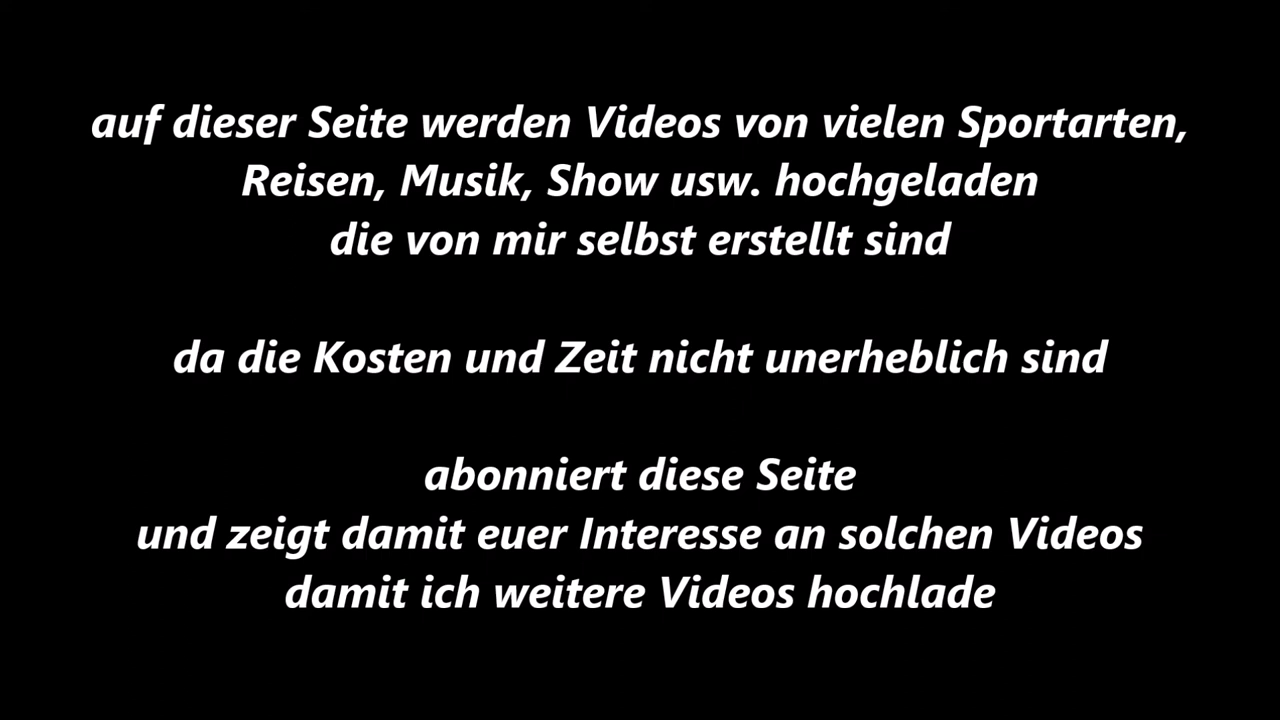 auf dieser Seite werden Videos von vielen Sportarten,
Reisen, Musik, Show usw. hochgeladen
die von mir selbst erstellt sind
da die Kosten und Zeit nicht unerheblich sind
abonniert diese Seite
und zeigt damit euer Interesse an solchen Videos
damit ich weitere Videos hochlade